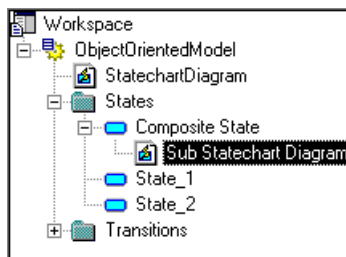 Workspace
ObjectOrientedModel
StatechartDiagram
States
Composite State
Sub Statechart Diagram
State_1
State_2
Transitions